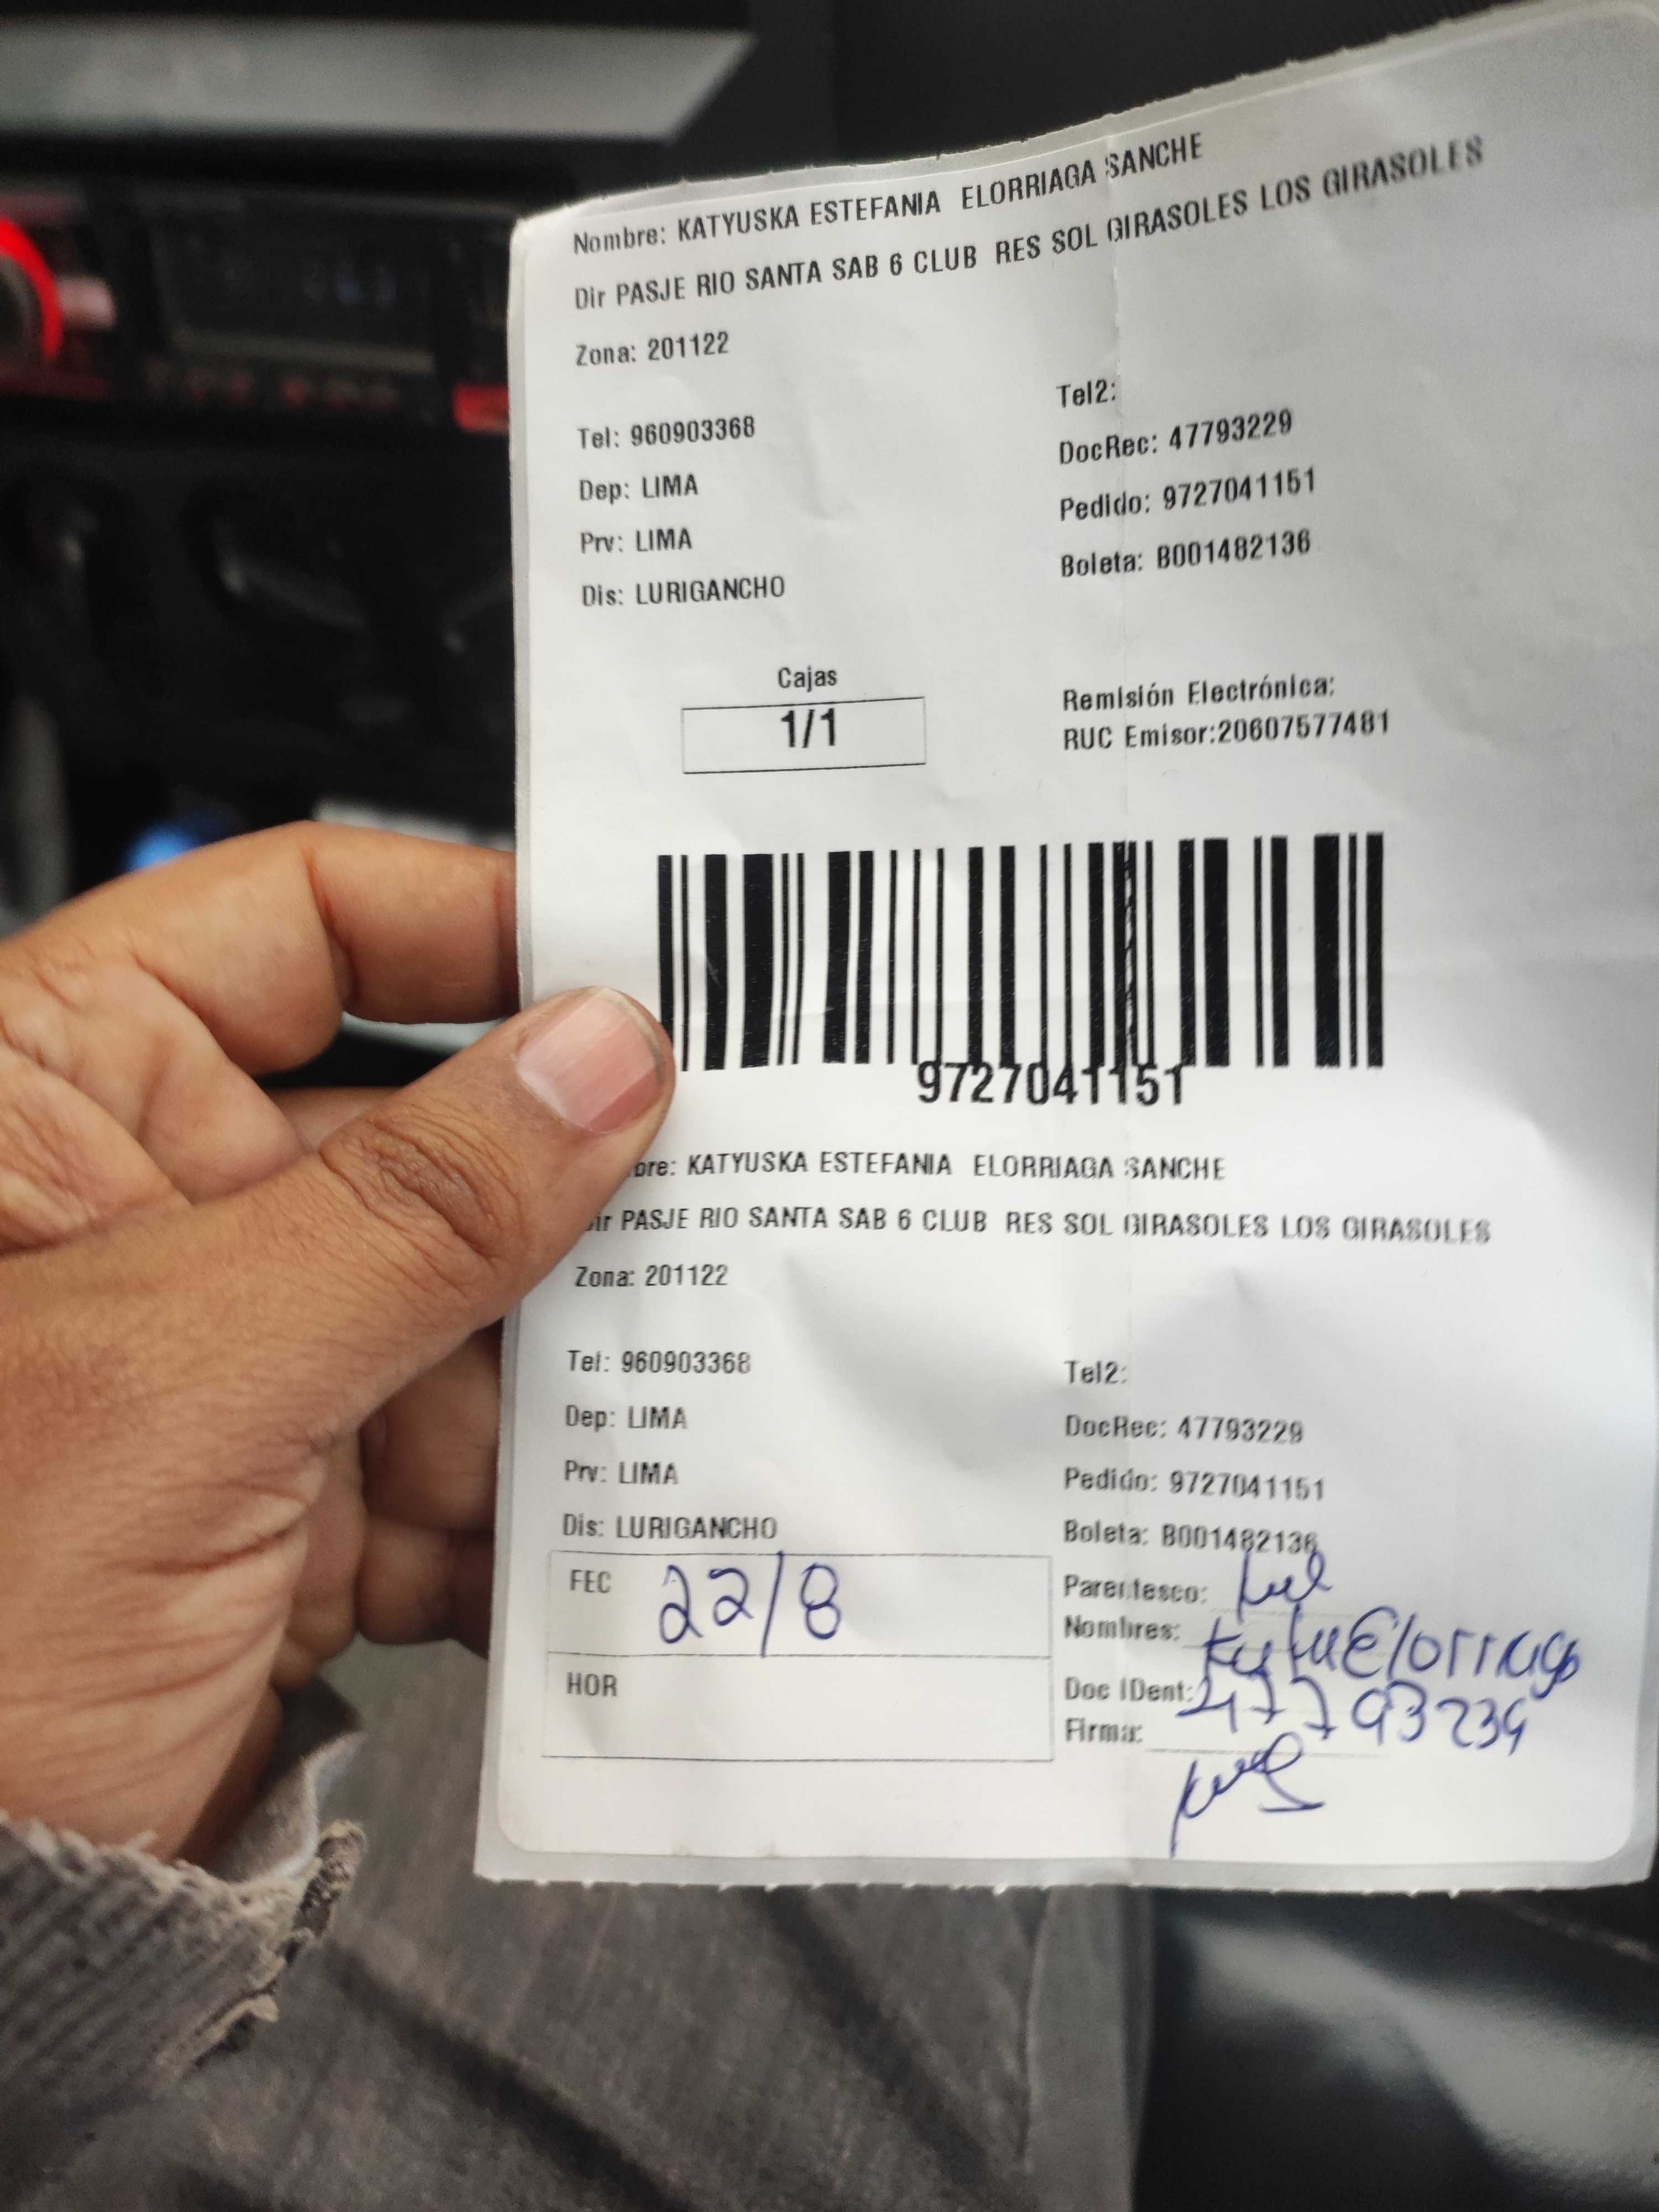 Nombre: KATYUSKA ESTEFANIA ELORRIAGA SANCHE
Dir PASJE RIO SANTA SAB 6 CLUB RES SOL GIRASOLES LOS GIRASOLES
Zona: 201122
Tel2:
Tel: 960903368
DocRec: 47793229
Dep: LIMA
Pedido: 9727041151
Prv: LIMA
Boleta: B001482136
Dis: LURIGANCHO
Cajas
1/1
Remisión Electrónica:
RUC Emisor:20607577481
9727041151
bre: KATYUSKA ESTEFANIA ELORRIAGA SANCHE
Dir PASJE RIO SANTA SAB 6 CLUB RES SOL GIRASOLES LOS GIRASOLES
Zona: 201122
Tel: 960903368
Tel2:
Dep: LIMA
DocRec: 47793229
Prv: LIMA
Pedido: 9727041151
Dis: LURIGANCHO
Boleta: B001482136
FEC 22/8
Parentesco:
Nombres: Elorriaga
HOR
Doc IDent:
Firma: